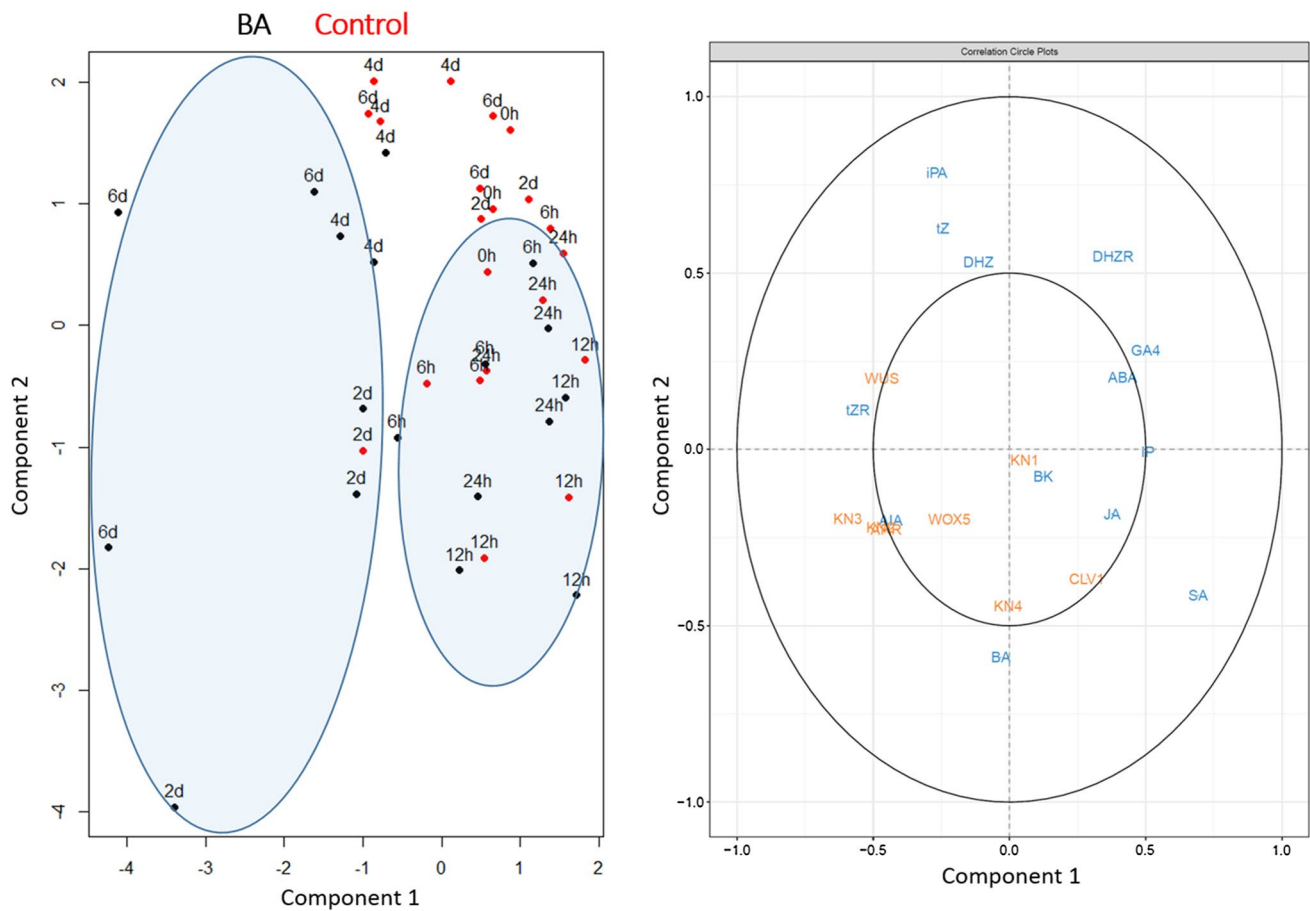 BA Control
4d 4d
6d 4d 6d 0h
4d
6d 6d 6d 0h 2d
4d 2d 6h
4d 0h 6h 24h
24h
24h
6h 24h 12h
6h 6h 12h
2d 24h
2d 6h
2d 24h 12h
6d 12h 12h
12h
2d
2
1
0
-1
-2
-3
-4
-4 -3 -2 -1 0 1 2
Component 2
Component 1
Correlation Circle Plots
iPA
tZ
DHZ DHZR
GA4
WUS ABA
tZR
KN1 IP
BK
KN3 AIA WOX5 JA
CLV1
KN4 SA
BA
1.0
0.5
0.0
−0.5
−1.0
−1.0 −0.5 0.0 0.5 1.0
Component 2
Component 1